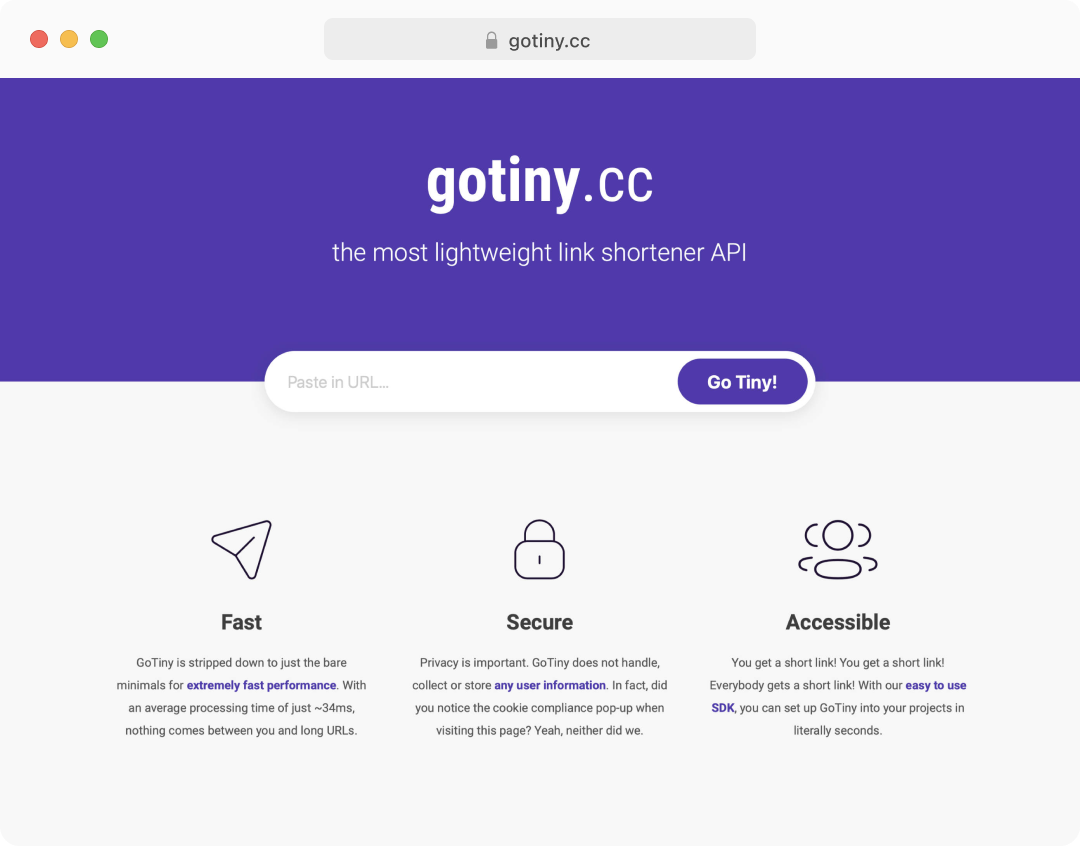 gotiny.cc
gotiny.cc
the most lightweight link shortener API
Paste in URL...
Go Tiny!
Fast
GoTiny is stripped down to just the bare
minimals for extremely fast performance. With
an average processing time of just ~34ms,
nothing comes between you and long URLs.
Secure
Privacy is important. GoTiny does not handle,
collect or store any user information. In fact, did
you notice the cookie compliance pop-up when
visiting this page? Yeah, neither did we.
Accessible
You get a short link! You get a short link!
Everybody gets a short link! With our easy to use
SDK, you can set up GoTiny into your projects in
literally seconds.